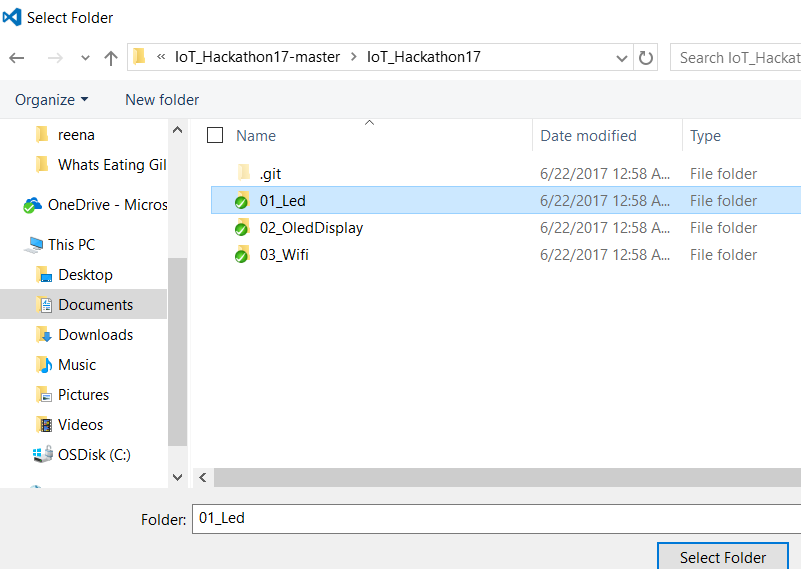 Select Folder
« IoT_Hackathon17-master > IoT_Hackathon17
Search IoT_Hackat
Organize
New folder
reena
Whats Eating Gil
OneDrive - Micros
This PC
Desktop
Documents
Downloads
Music
Pictures
Videos
OSDisk (C:)
Name Date modified Type
.git 6/22/2017 12:58 A... File folder
01_Led 6/22/2017 12:58 A... File folder
02_OledDisplay 6/22/2017 12:58 A... File folder
03_Wifi 6/22/2017 12:58 A... File folder
Folder: 01_Led
Select Folder